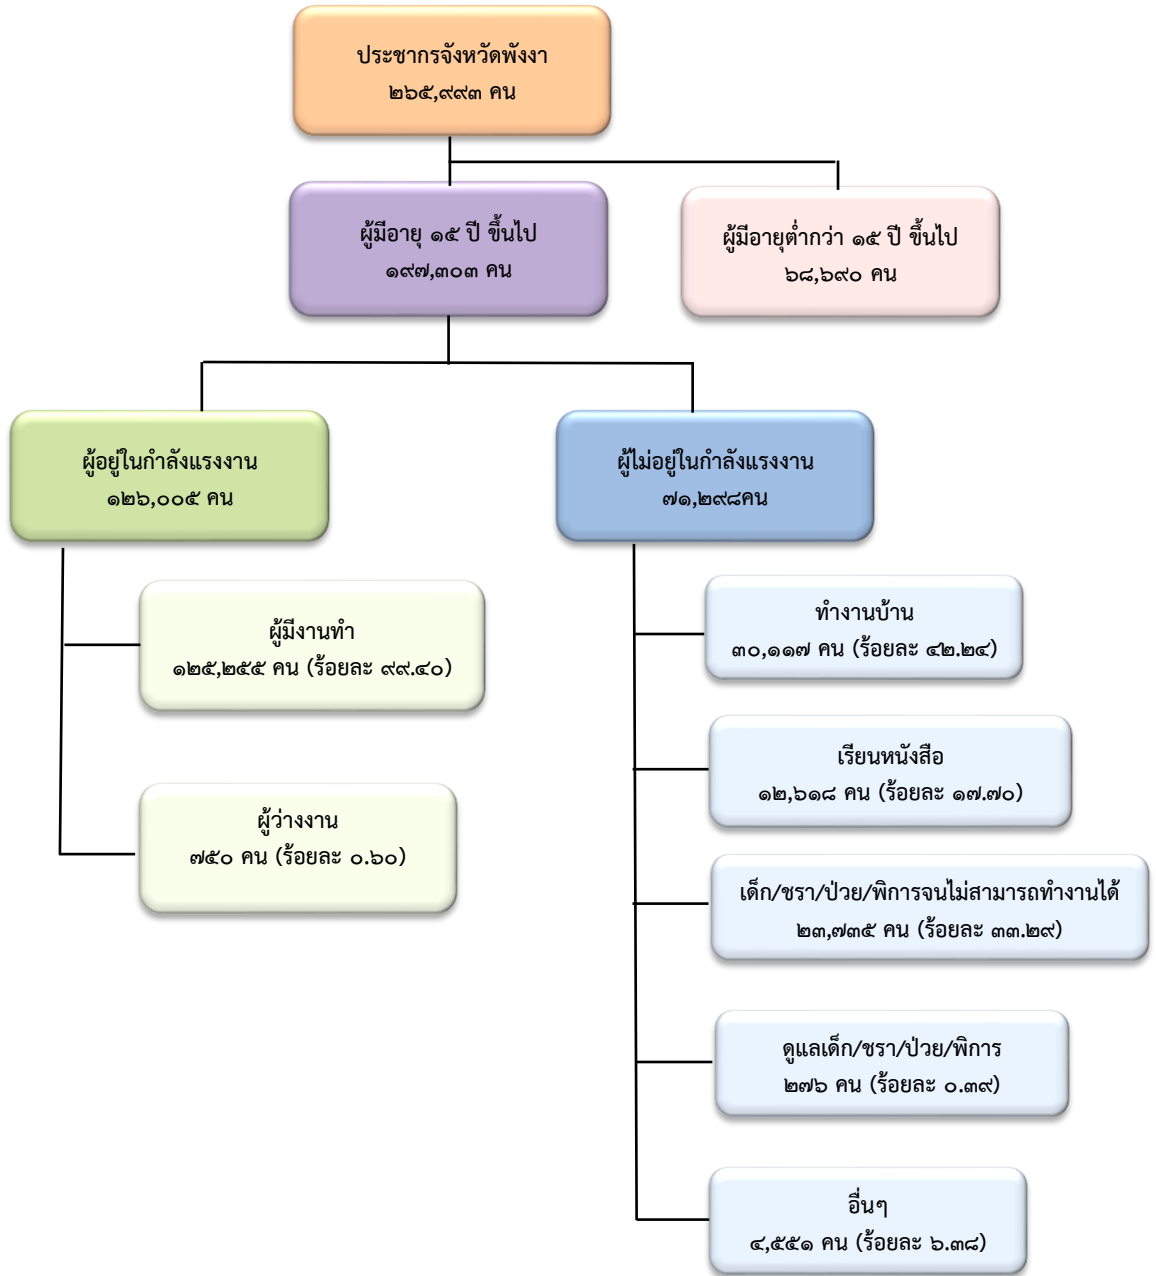 ประชากรจังหวัดพังงา
๒๖๕,๙๙๓ คน
ผู้มีอายุ ๑๕ ปี ขึ้นไป
๑๙๗,๓๐๓ คน
ผู้มีอายุต่ำกว่า ๑๕ ปี ขึ้นไป
๖๘,๖๙๐ คน
ผู้อยู่ในกำลังแรงงาน
๑๒๖,๐๐๕ คน
ผู้ไม่อยู่ในกำลังแรงงาน
๗๑,๒๙๘คน
ผู้มีงานทำ
๑๒๕,๒๕๕ คน (ร้อยละ ๙๙.๔๐)
ผู้ว่างงาน
๗๕๐ คน (ร้อยละ ๐.๖๐)
ทำงานบ้าน
๓๐,๑๑๗ คน (ร้อยละ ๔๒.๒๔)
เรียนหนังสือ
๑๒,๖๑๘ คน (ร้อยละ ๑๗.๗๐)
เด็ก/ชรา/ป่วย/พิการจนไม่สามารถทำงานได้
๒๓,๗๓๕ คน (ร้อยละ ๓๓.๒๙)
ดูแลเด็ก/ชรา/ป่วย/พิการ
๒๗๖ คน (ร้อยละ ๐.๓๙)
อื่นๆ
๔,๕๕๑ คน (ร้อยละ ๖.๓๘)